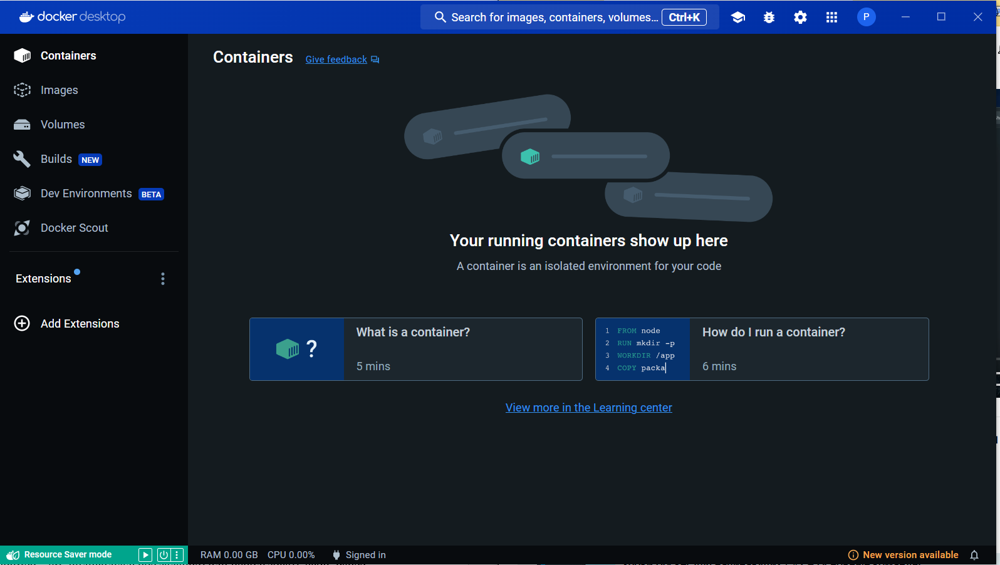 docker desktop
Search for images, containers, volumes... Ctrl+K
P
Containers
Images
Volumes
Builds NEW
Dev Environments BETA
Docker Scout
Extensions
Add Extensions
Containers Give feedback
Your running containers show up here
A container is an isolated environment for your code
?
What is a container?
5 mins
1 FROM node
2 RUN mkdir -p
3 WORKDIR /app
4 COPY packa
How do I run a container?
6 mins
View more in the Learning center
Resource Saver mode
RAM 0.00 GB CPU 0.00% Signed in
New version available